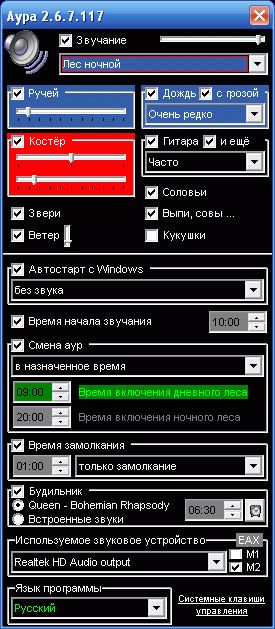 Аура 2.6.7.117
Звучание
Лес ночной
Ручей
Дождь с грозой
Очень редко
Костёр
Гитара и ещё
Часто
Соловьи
Звери
Выпи, совы ...
Ветер
Кукушки
Автостарт с Windows
без звука
Время начала звучания 10:00
Смена аур
в назначенное время
09:00 Время включения дневного леса
20:00 Время включения ночного леса
Время замолкания
01:00 только замолкание
Будильник
Queen - Bohemian Rhapsody
06:30
Встроенные звуки
Используемое звуковое устройство EAX
Realtek HD Audio output
M1
M2
Язык программы
Русский
Системные клавиши
управления